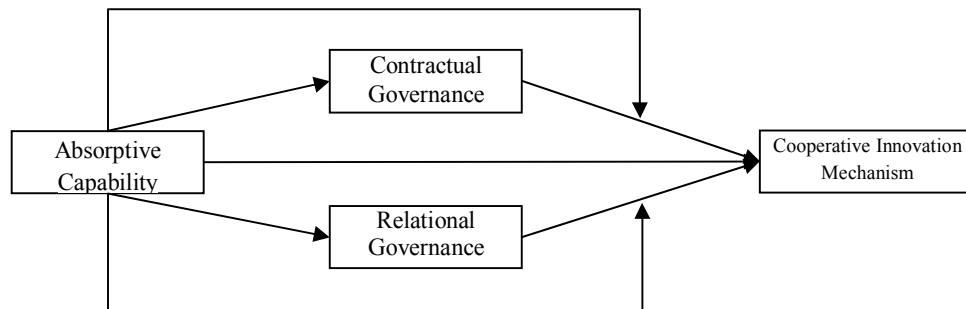 Contractual
Governance
Absorptive
Capability
Cooperative Innovation
Mechanism
Relational
Governance